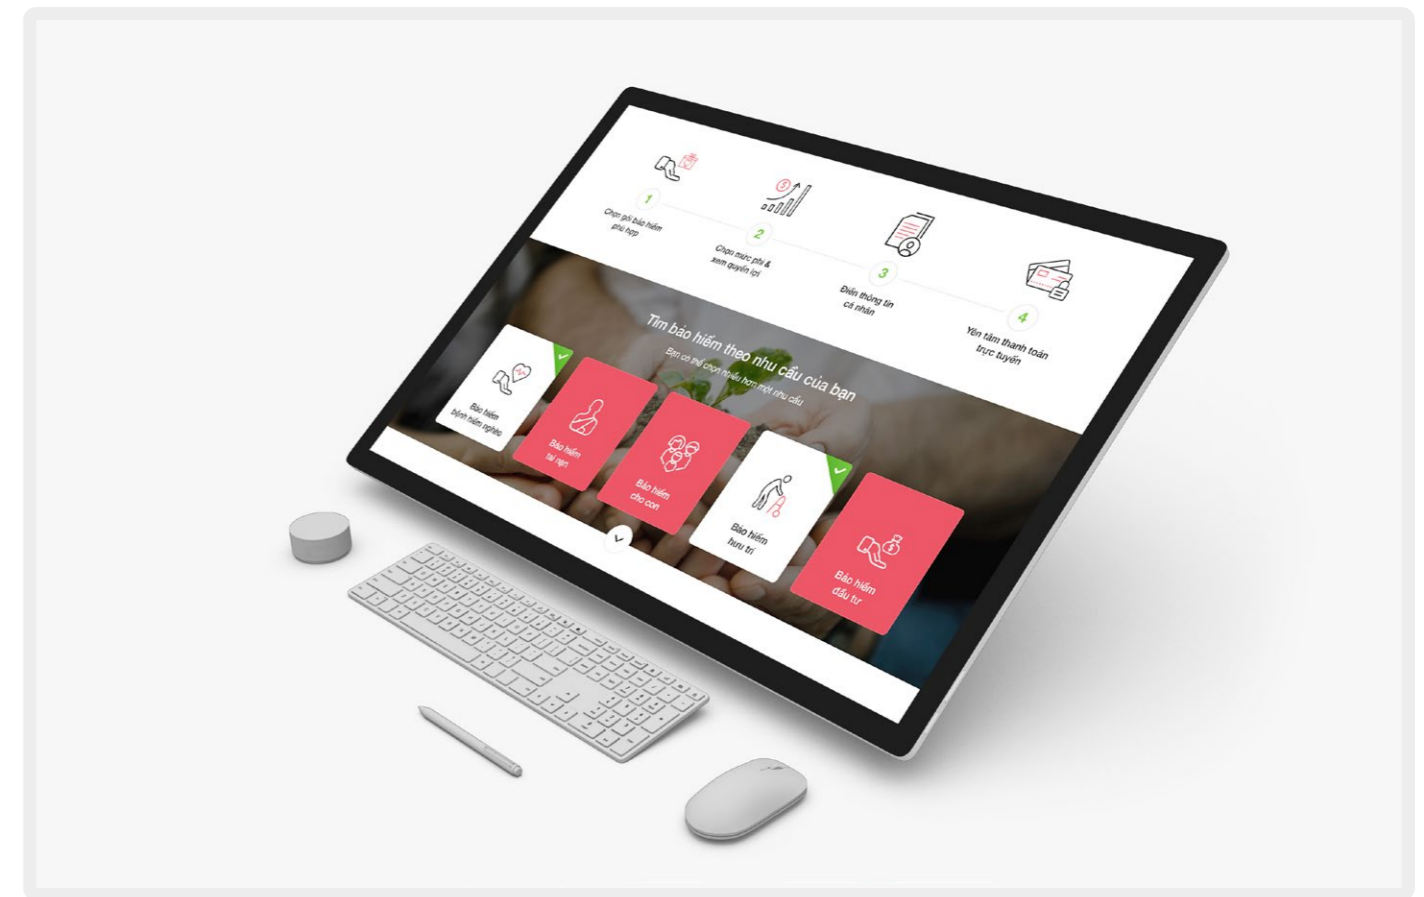 1
Chọn gói bảo hiểm
phù hợp
2
Chọn mức phí &
xem quyền lợi
3
Điền thông tin
cá nhân
4
Yên tâm thanh toán
trực tuyến
Tìm bảo hiểm theo nhu cầu của bạn
Bạn có thể chọn nhiều hơn một nhu cầu
Bảo hiểm
bệnh hiểm nghèo
Bảo hiểm
tai nạn
Bảo hiểm
cho con
Bảo hiểm
hưu trí
Bảo hiểm
đầu tư